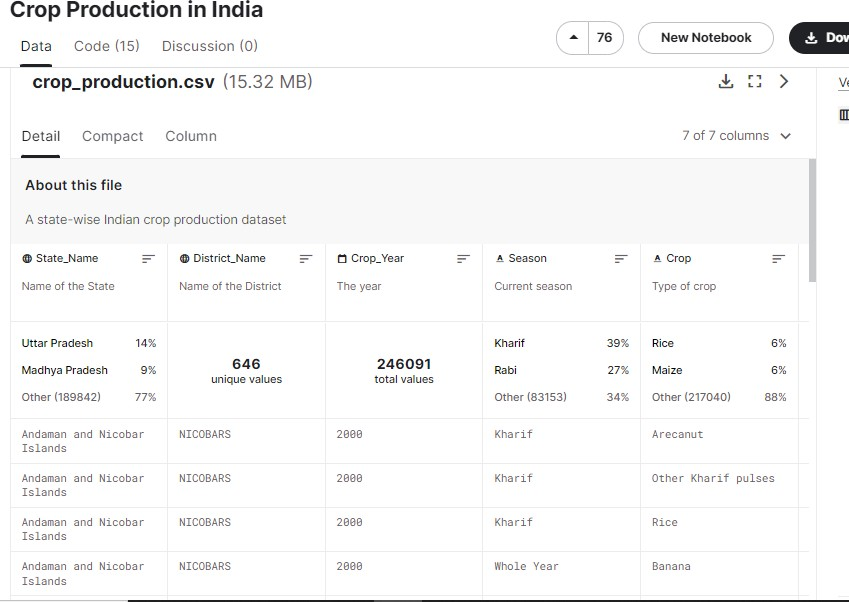 Crop Production in India
Data Code (15) Discussion (0)
76
New Notebook
crop_production.csv (15.32 MB)
Detail Compact Column
7 of 7 columns
About this file
A state-wise Indian crop production dataset
State_Name District_Name Crop_Year Season Crop
Name of the State Name of the District The year Current season Type of crop
Uttar Pradesh 14% Kharif 39% Rice 6%
646 246091
Madhya Pradesh 9% unique values total values Rabi 27% Maize 6%
Other (189842) 77% Other (83153) 34% Other (217040) 88%
Andaman and Nicobar NICOBARS 2000 Kharif Arecanut
Islands
Andaman and Nicobar NICOBARS 2000 Kharif Other Kharif pulses
Islands
Andaman and Nicobar NICOBARS 2000 Kharif Rice
Islands
Andaman and Nicobar NICOBARS 2000 Whole Year Banana
Islands